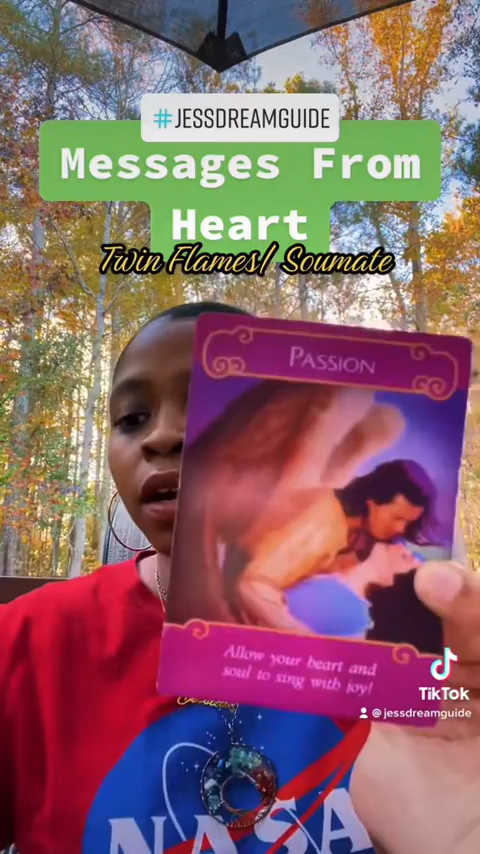 #JESSDREAMGUIDE
Messages From
Heart
Twin Flames/ Soumate
PASSION
Allow your heart and
soul to sing with joy!
TikTok
@jessdreamguide
NASA